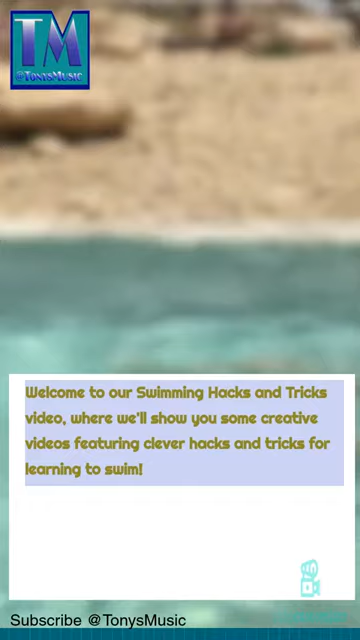 TM
@TonysMusic
Welcome to our Swimming Hacks and Tricks
video, where we'll show you some creative
videos featuring clever hacks and tricks for
learning to swim!
Subscribe @TonysMusic